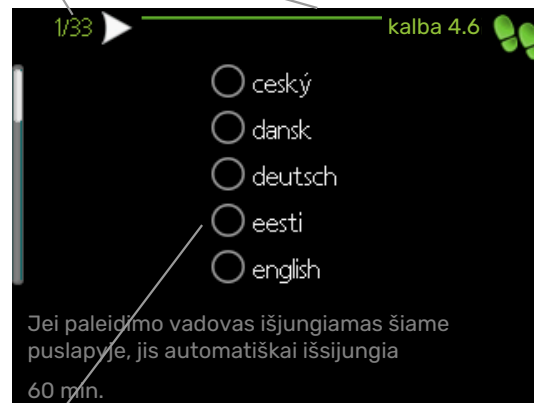 1/33 kalba 4.6
ceský
dansk
deutsch
eesti
english
Jei paleidimo vadovas išjungiamas šiame
puslapyje, jis automatiškai išsijungia
60 min.